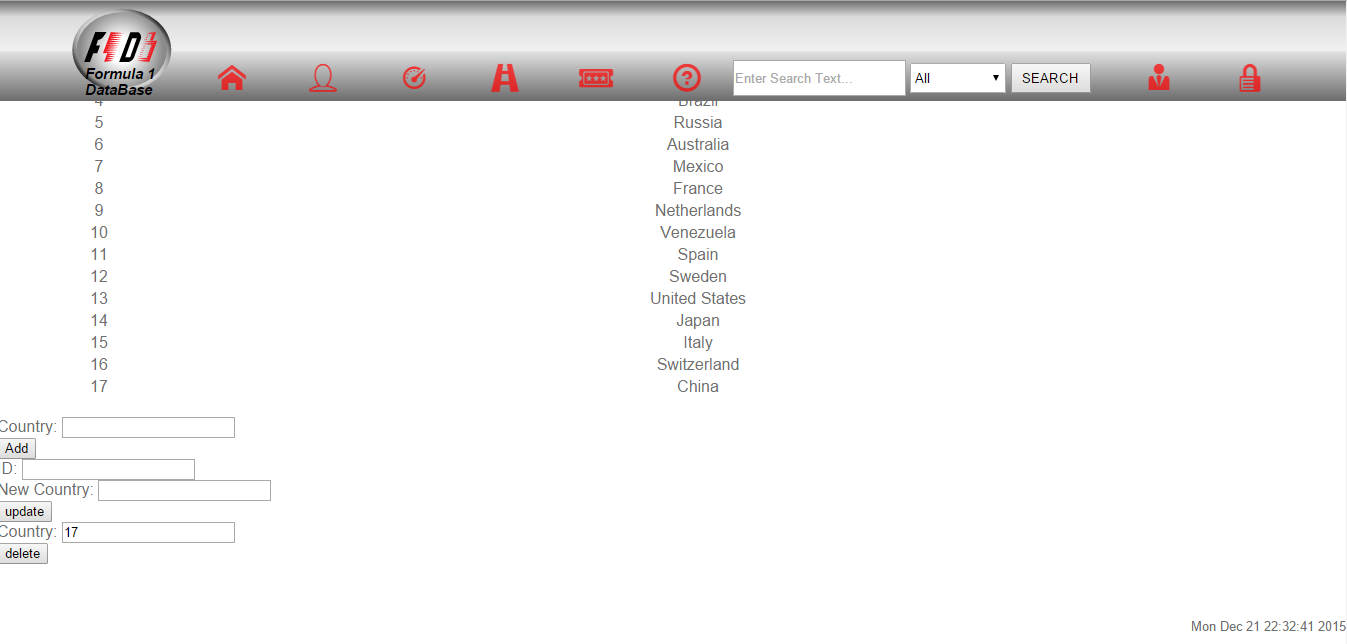 F1DB
Formula 1
DataBase
Enter Search Text...
All
SEARCH
4 Brazil
5 Russia
6 Australia
7 Mexico
8 France
9 Netherlands
10 Venezuela
11 Spain
12 Sweden
13 United States
14 Japan
15 Italy
16 Switzerland
17 China
Country:
Add
D:
New Country:
update
Country: 17
delete
Mon Dec 21 22:32:41 2015